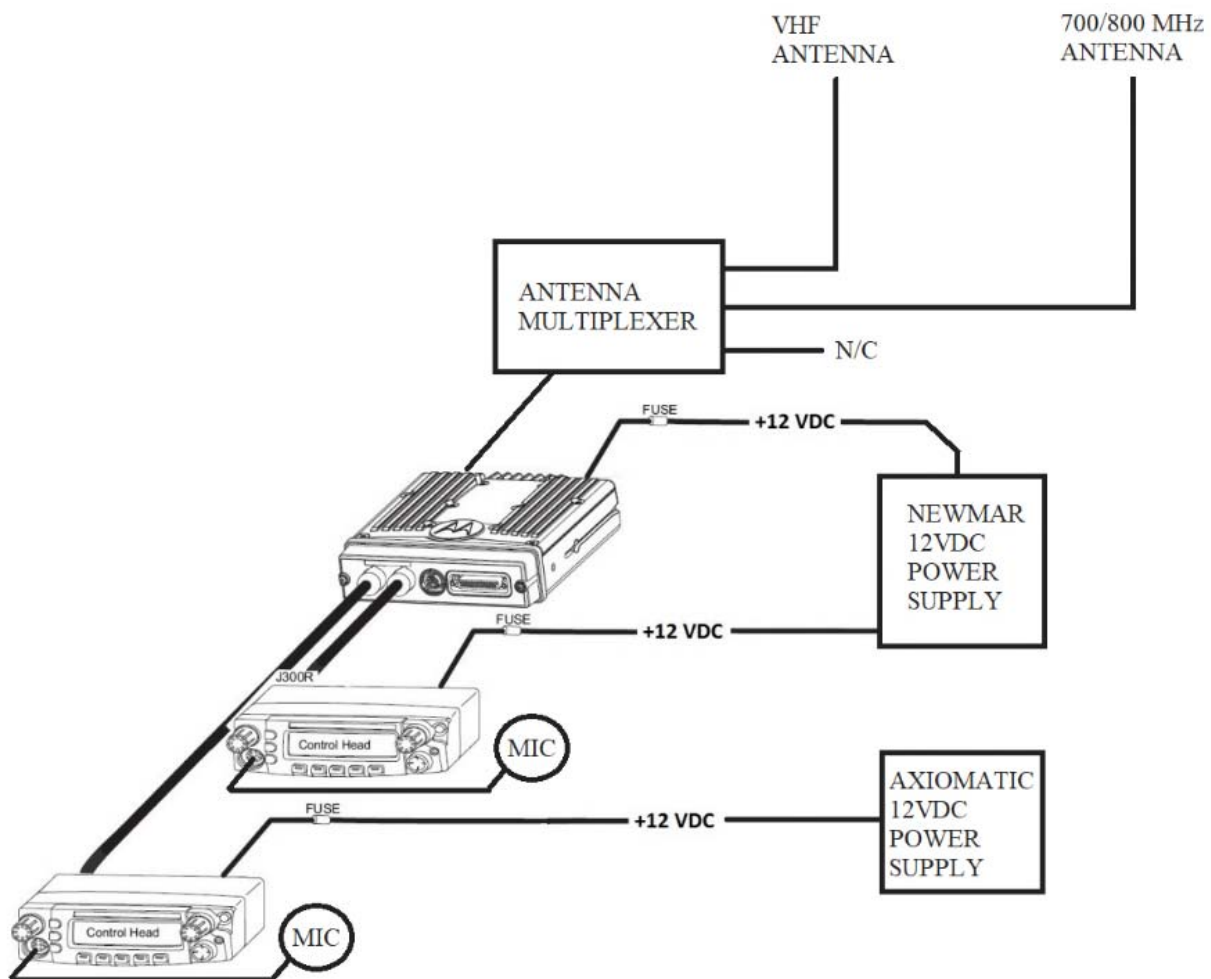 VHF
ANTENNA
700/800 MHz
ANTENNA
ANTENNA
MULTIPLEXER
N/C
FUSE
+12 VDC
NEWMAR
12VDC
POWER
SUPPLY
FUSE
+12 VDC
J300R
Control Head
MIC
FUSE
+12 VDC
AXIOMATIC
12VDC
POWER
SUPPLY
Control Head
MIC